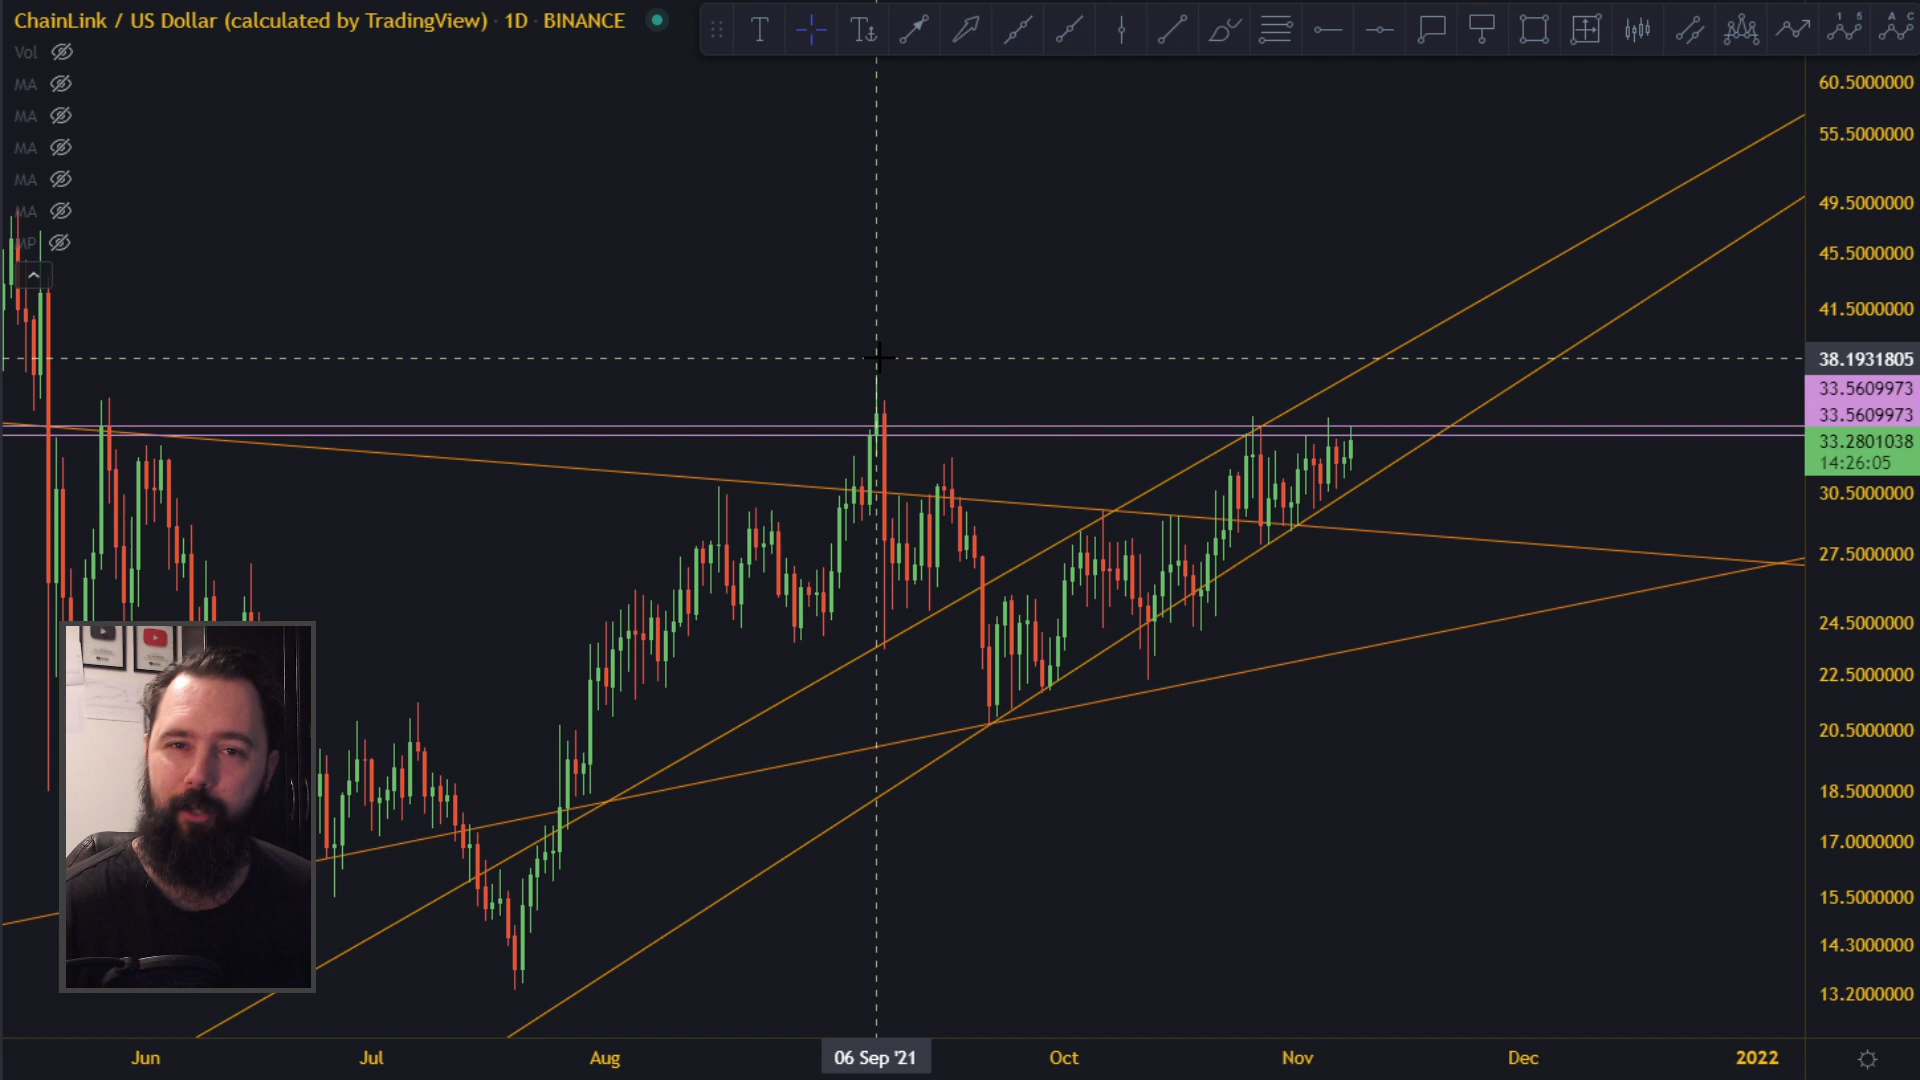 ChainLink / US Dollar (calculated by TradingView) · 1D · BINANCE
Vol
MA
MA
MA
MA
MA
MP
60.5000000
55.5000000
49.5000000
45.5000000
41.5000000
38.1931805
33.5609973
33.5609973
33.2801038
14:26:05
30.5000000
27.5000000
24.5000000
22.5000000
20.5000000
18.5000000
17.0000000
15.5000000
14.3000000
13.2000000
Jun
Jul
Aug
06 Sep '21
Oct
Nov
Dec
2022